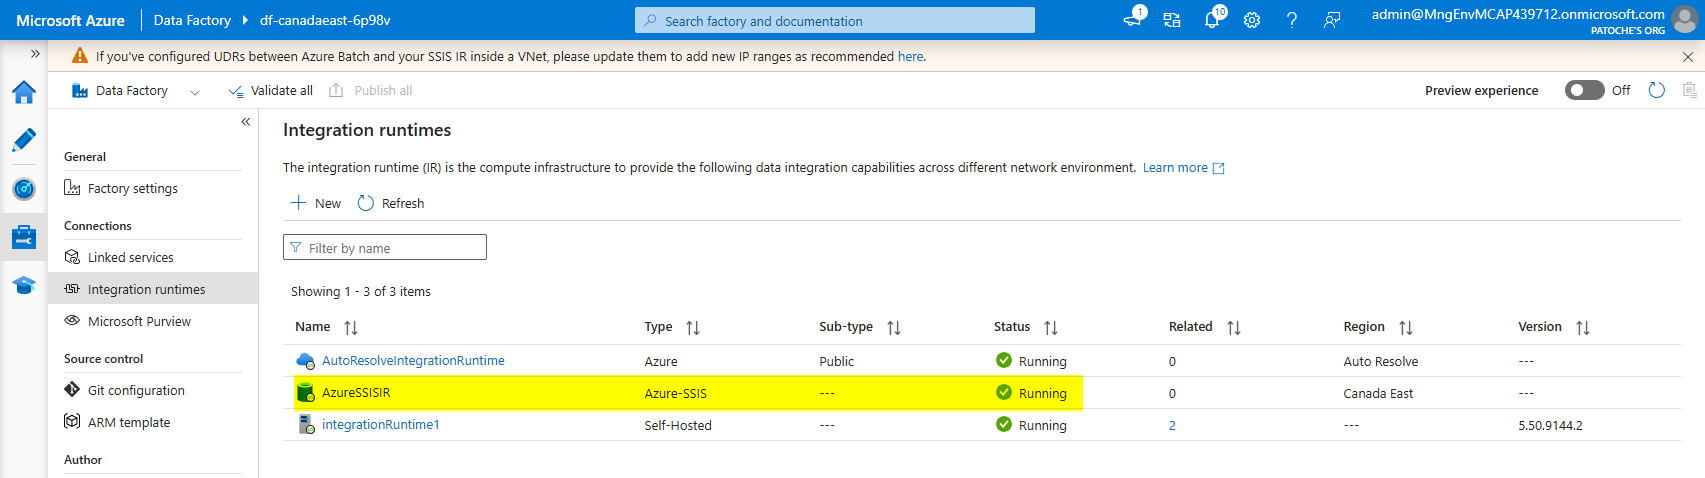 Microsoft Azure Data Factory df-canadaeast-6p98v Search factory and documentation 1 10 ? admin@MngEnvMCAP439712.onmicrosoft.com
PATOCHE'S ORG
» If you've configured UDRs between Azure Batch and your SSIS IR inside a VNet, please update them to add new IP ranges as recommended here.
Data Factory Validate all Publish all Preview experience Off
«
General
Factory settings
Connections
Linked services
Integration runtimes
Microsoft Purview
Source control
Git configuration
ARM template
Author
Integration runtimes
The integration runtime (IR) is the compute infrastructure to provide the following data integration capabilities across different network environment. Learn more
New Refresh
Filter by name
Showing 1 - 3 of 3 items
Name Type Sub-type Status Related Region Version
AutoResolveIntegrationRuntime Azure Public Running 0 Auto Resolve ---
AzureSSISIR Azure-SSIS --- Running 0 Canada East ---
integrationRuntime1 Self-Hosted --- Running 2 --- 5.50.9144.2